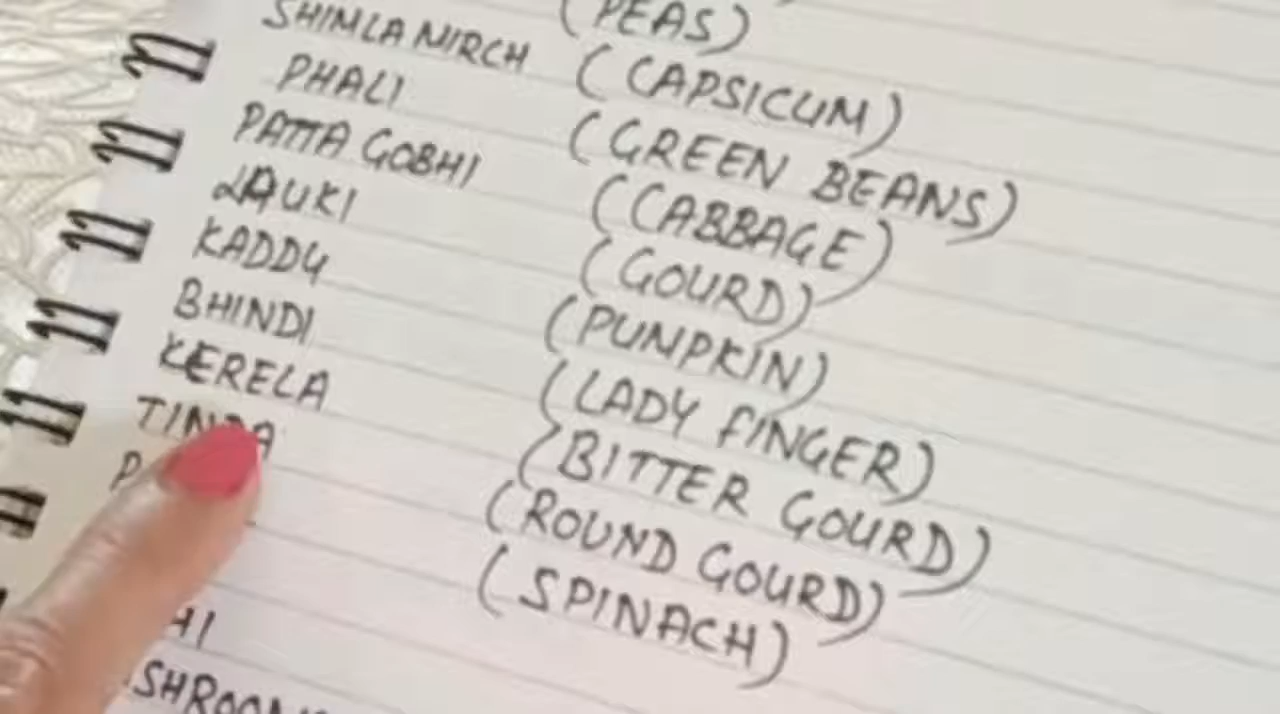 (PEAS)
SHIMLA MIRCH (CAPSICUM)
PHALI (GREEN BEANS)
PATTA GOBHI (CABBAGE)
LAUKI (GOURD)
KADDU (PUMPKIN)
BHINDI (LADY FINGER)
KERELA (BITTER GOURD)
TINDA (ROUND GOURD)
(SPINACH)